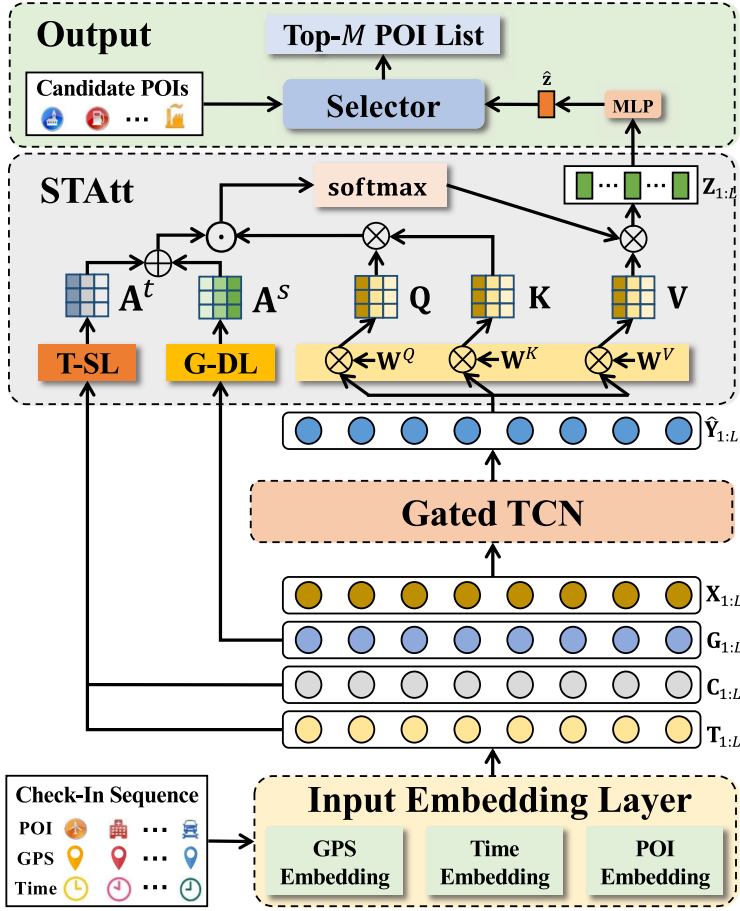 Output
Top-M POI List
Candidate POIs
...
Selector
ẑ
MLP
STAtt
softmax
... ...
Z1:L
A^t
A^s
Q
K
V
T-SL
G-DL
W^Q
W^K
W^V
Ŷ1:L
Gated TCN
X1:L
G1:L
C1:L
T1:L
Check-In Sequence
POI ...
GPS ...
Time ...
Input Embedding Layer
GPS
Embedding
Time
Embedding
POI
Embedding